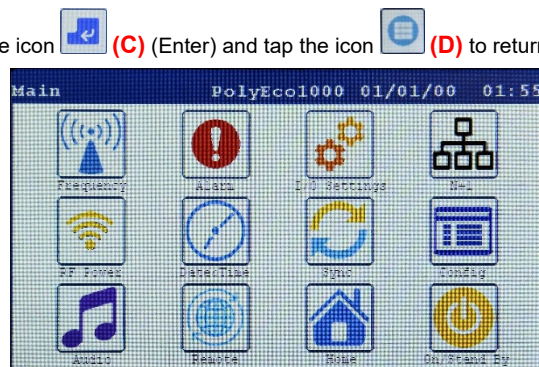 e icon (C) (Enter) and tap the icon (D) to return
Main PolyEco1000 01/01/00 01:55
Frequency Alarm I/O Settings N+1
RF Power Date&Time Sync Config
Audio Remote Home On/Stand By